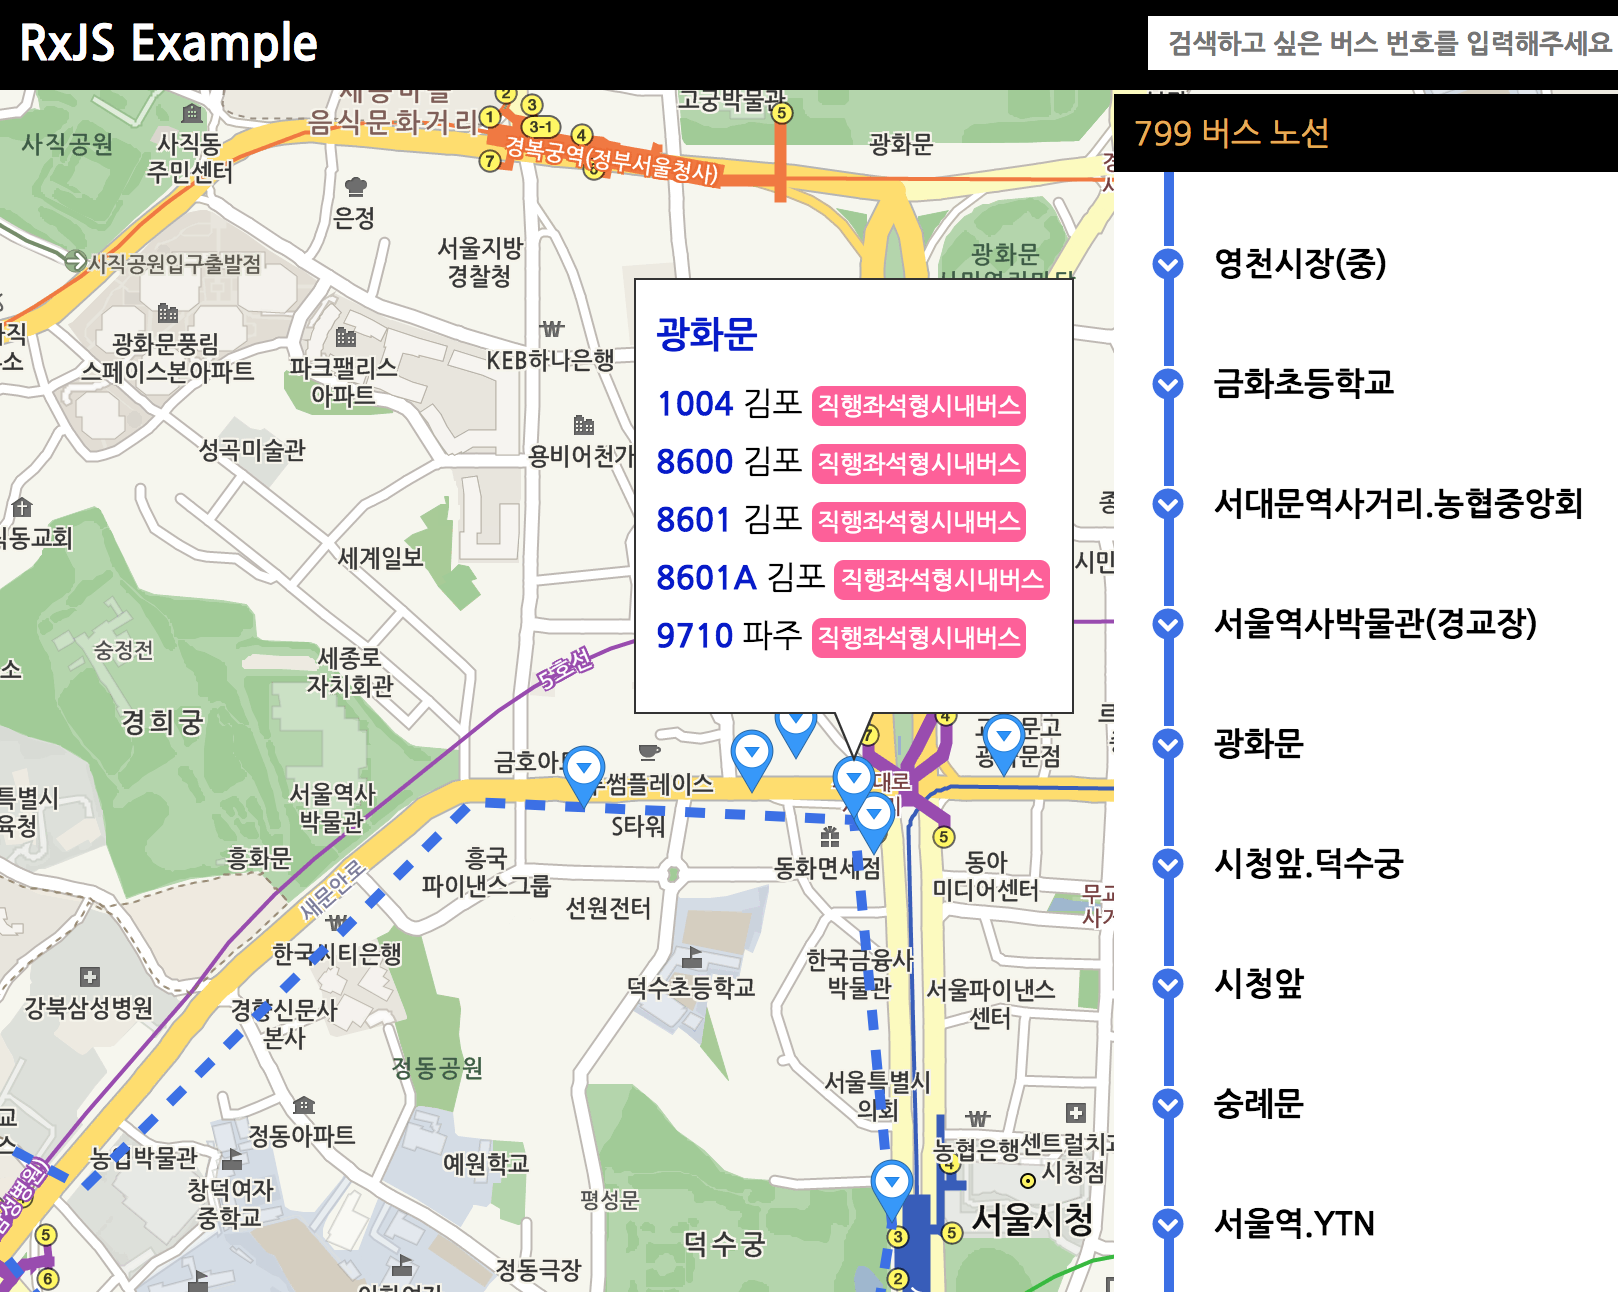 RxJS Example
검색하고 싶은 버스 번호를 입력해주세요
799 버스 노선
영천시장(중)
금화초등학교
서대문역사거리.농협중앙회
서울역사박물관(경교장)
광화문
시청앞.덕수궁
시청앞
숭례문
서울역.YTN
광화문
1004 김포 직행좌석형시내버스
8600 김포 직행좌석형시내버스
8601 김포 직행좌석형시내버스
8601A 김포 직행좌석형시내버스
9710 파주 직행좌석형시내버스
음식문화거리
고궁박물관
사직공원
사직동
주민센터
2
3
1
3-1
4
7
5
경복궁역(정부서울청사)
광화문
은정
서울지방
경찰청
광화문
사직공원입구출발점
광화문풍림
스페이스본아파트
파크팰리스
아파트
KEB하나은행
성곡미술관
용비어천가
세계일보
숭정전
세종로
자치회관
5호선
경희궁
금호아
썸플레이스
S타워
서울역사
박물관
흥화문
흥국
파이낸스그룹
새문안로
선원전터
동화면세점
7
4
5
동아
미디어센터
한국씨티은행
강북삼성병원
경향신문사
본사
덕수초등학교
한국금융사
박물관
서울파이낸스
센터
정동공원
서울특별시
의회
정동아파트
농업박물관
창덕여자
중학교
예원학교
평성문
농협은행
센트럴치과
시청점
4
서울시청
덕수궁
3
5
2
정동극장
5
6